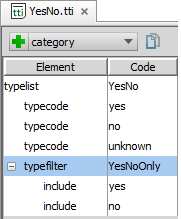 tti YesNo.tti ×
category
Element Code
typelist YesNo
typecode yes
typecode no
typecode unknown
typefilter YesNoOnly
include yes
include no